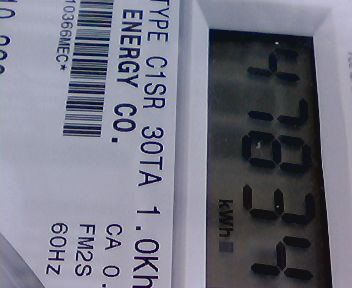 47834
kWh
TYPE C1SR 30TA 1.0Kh
ENERGY CO.
CA 0.
FM2S
10366MEC*
60Hz